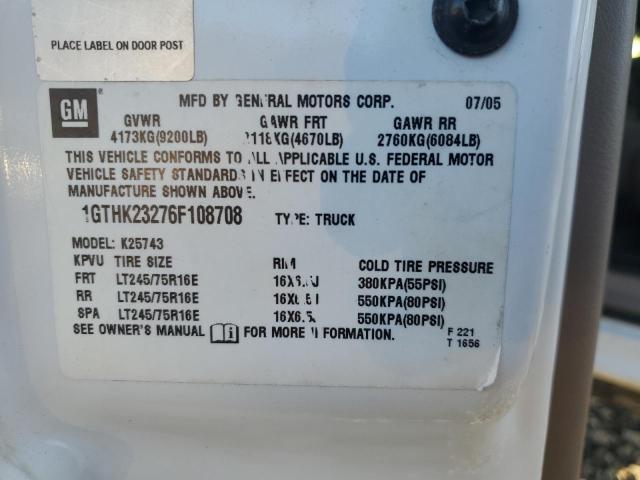 PLACE LABEL ON DOOR POST
GM
MFD BY GENERAL MOTORS CORP. 07/05
GVWR GAWR FRT GAWR RR
4173KG(9200LB) 2118KG(4670LB) 2760KG(6084LB)
THIS VEHICLE CONFORMS TO ALL APPLICABLE U.S. FEDERAL MOTOR
VEHICLE SAFETY STANDARDS IN EFFECT ON THE DATE OF
MANUFACTURE SHOWN ABOVE.
1GTHK23276F108708 TYPE: TRUCK
MODEL: K25743
KPVU TIRE SIZE RIM COLD TIRE PRESSURE
FRT LT245/75R16E 380KPA(55PSI)
RR LT245/75R16E 550KPA(80PSI)
SPA LT245/75R16E 550KPA(80PSI)
SEE OWNER'S MANUAL FOR MORE INFORMATION.
F 221
T 1656